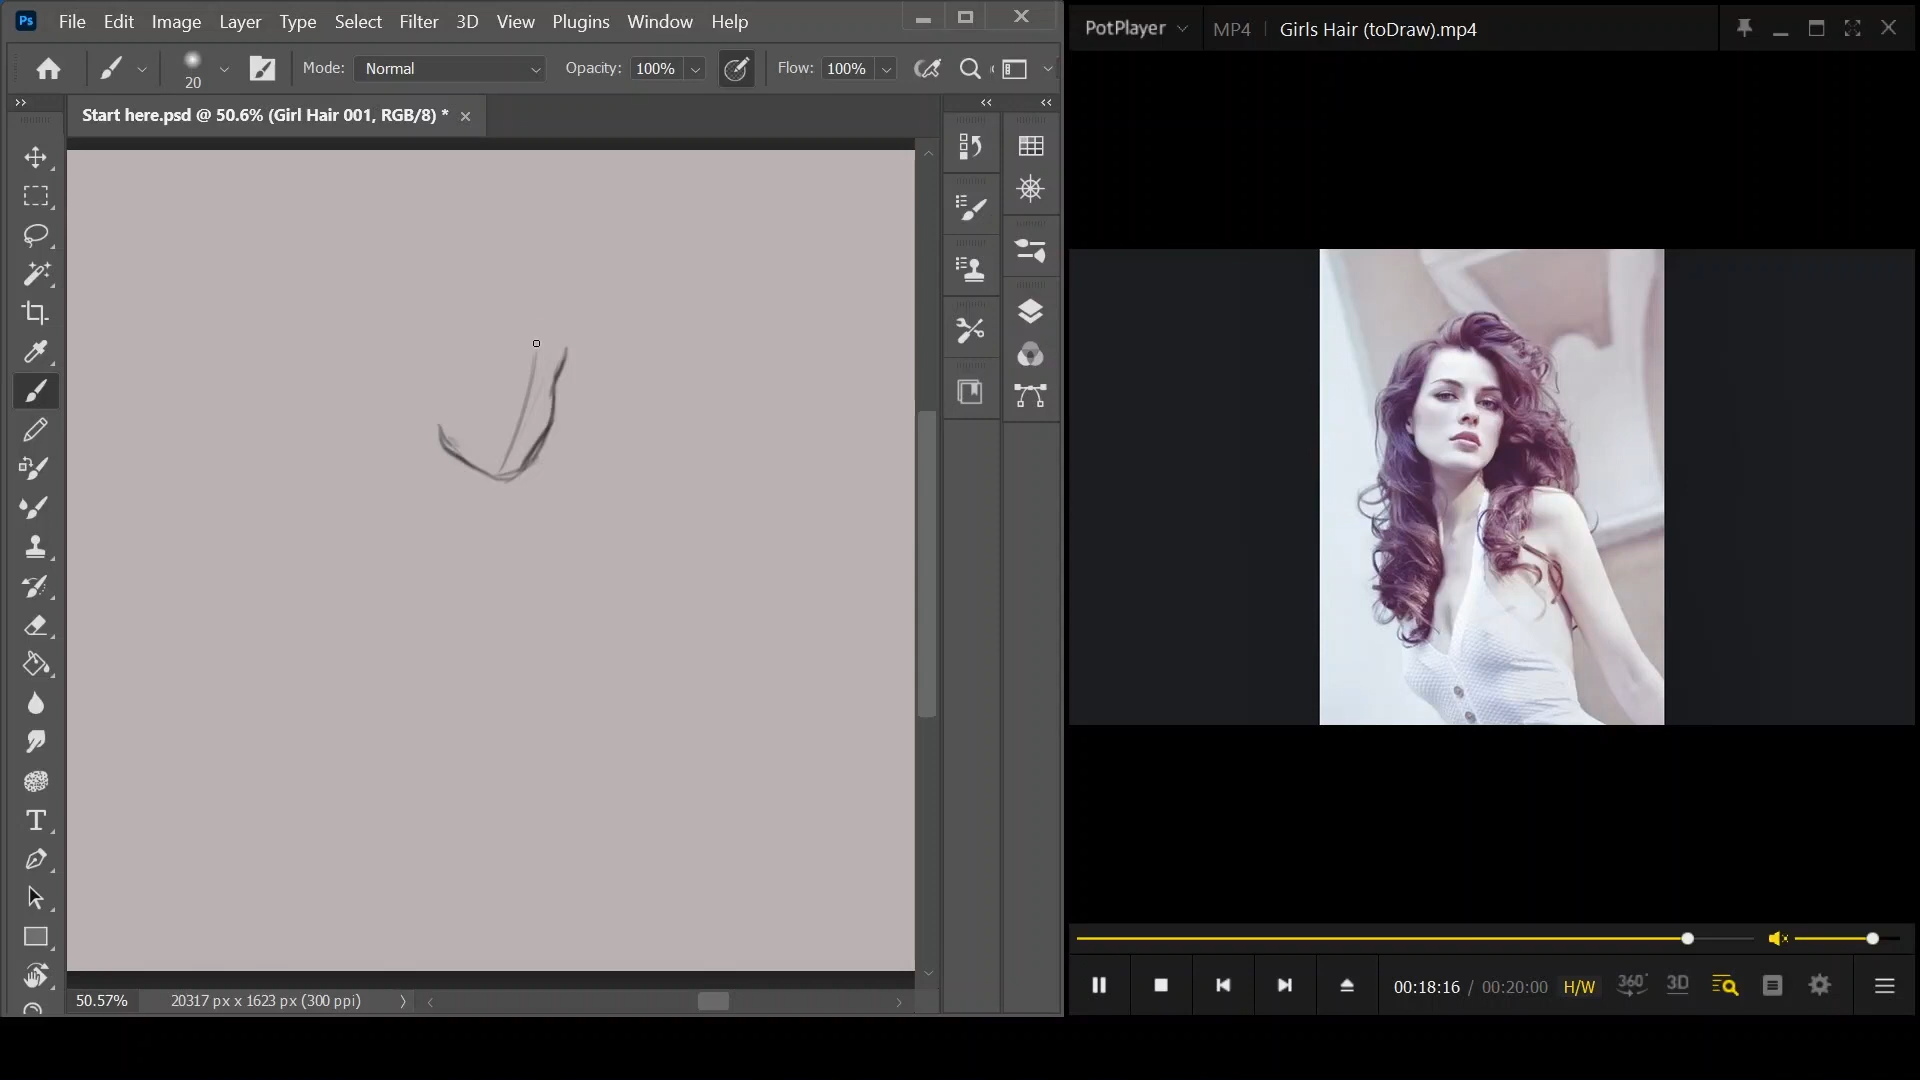 Ps File Edit Image Layer Type Select Filter 3D View Plugins Window Help
PotPlayer MP4 Girls Hair (toDraw).mp4
20 Mode: Normal Opacity: 100% Flow: 100%
Start here.psd @ 50.6% (Girl Hair 001, RGB/8) *
50.57% 20317 px x 1623 px (300 ppi)
00:18:16 / 00:20:00 H/W 360° 3D